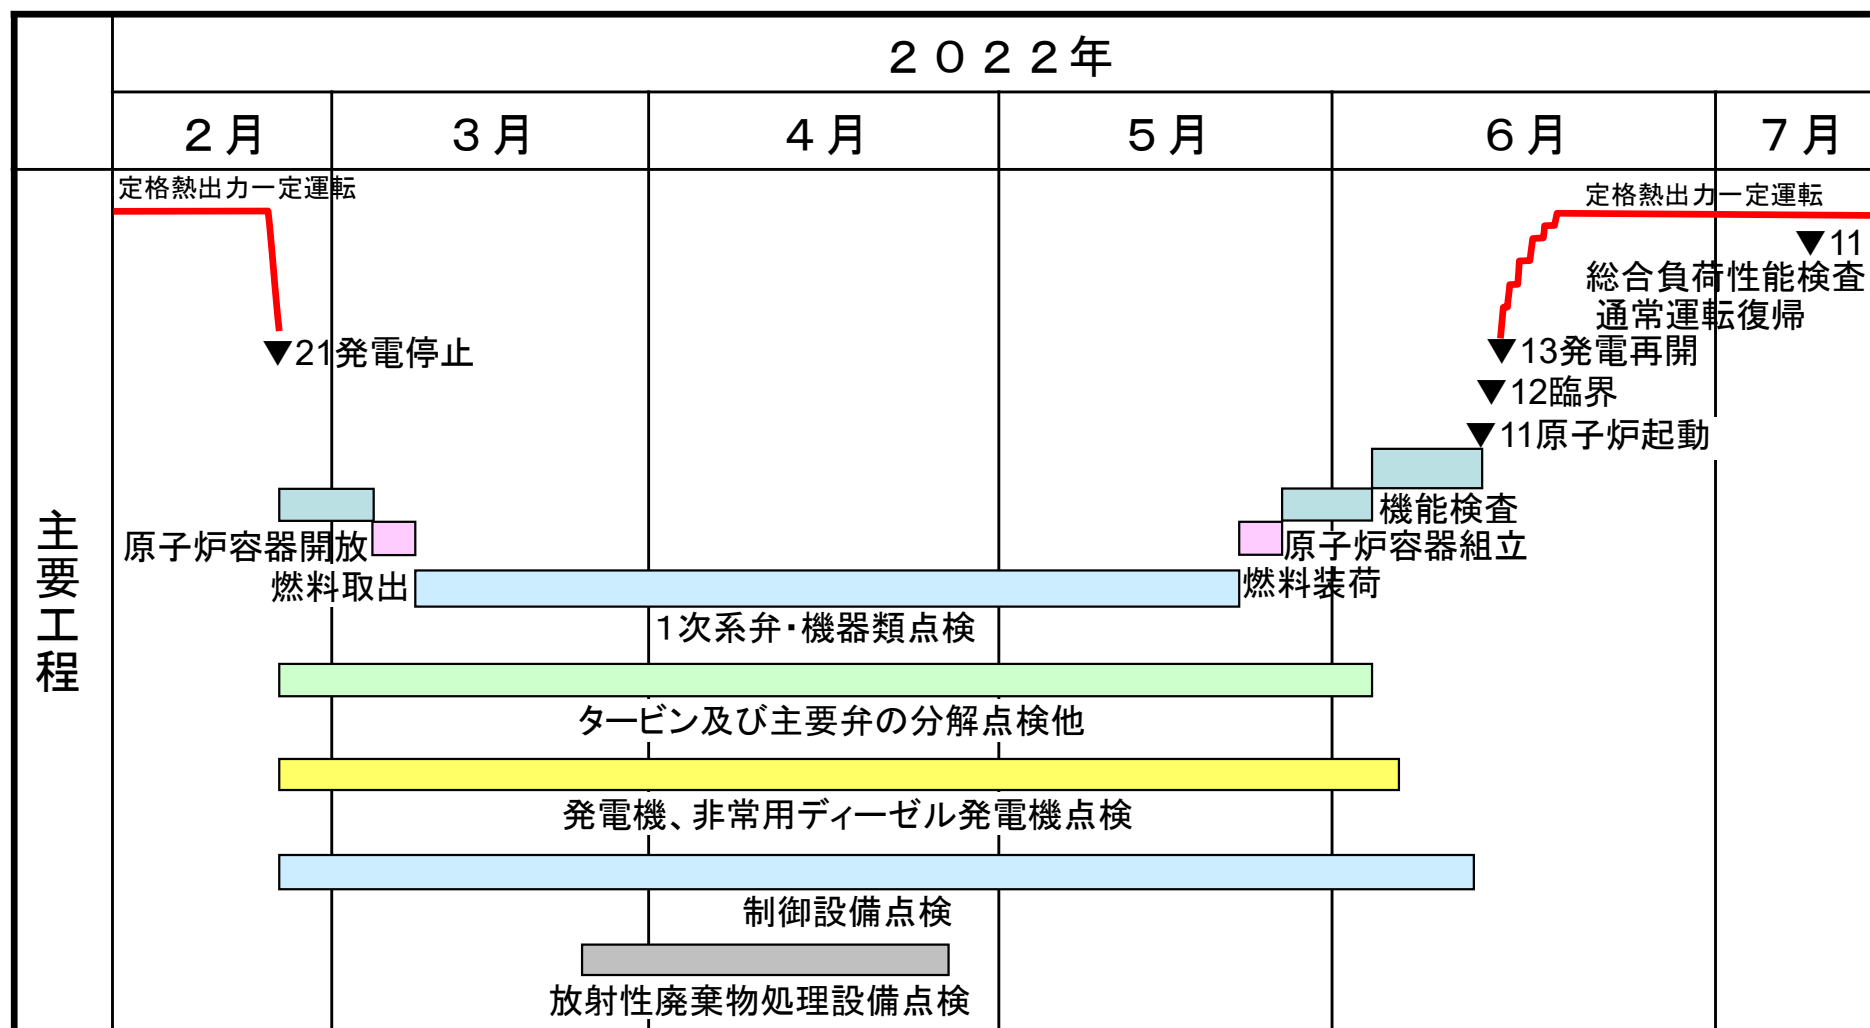 ２０２２年
２月
３月
４月
５月
６月
７月
主要工程
定格熱出力一定運転
定格熱出力一定運転
▼11
総合負荷性能検査
通常運転復帰
▼21発電停止
▼13発電再開
▼12臨界
▼11原子炉起動
機能検査
原子炉容器開放
原子炉容器組立
燃料取出
燃料装荷
１次系弁・機器類点検
タービン及び主要弁の分解点検他
発電機、非常用ディーゼル発電機点検
制御設備点検
放射性廃棄物処理設備点検